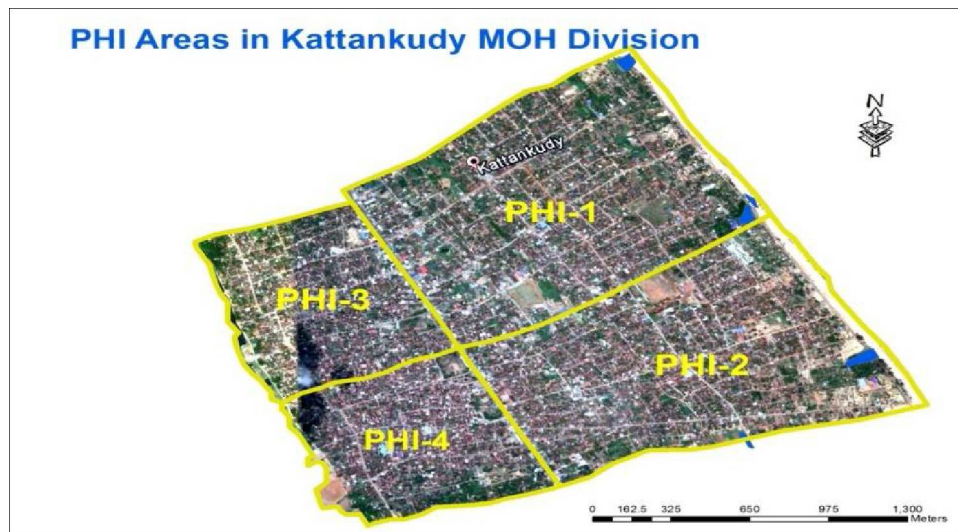 PHI Areas in Kattankudy MOH Division
N
Kattankudy
PHI-1
PHI-3
PHI-2
PHI-4
0 162.5 325 650 975 1,300
Meters